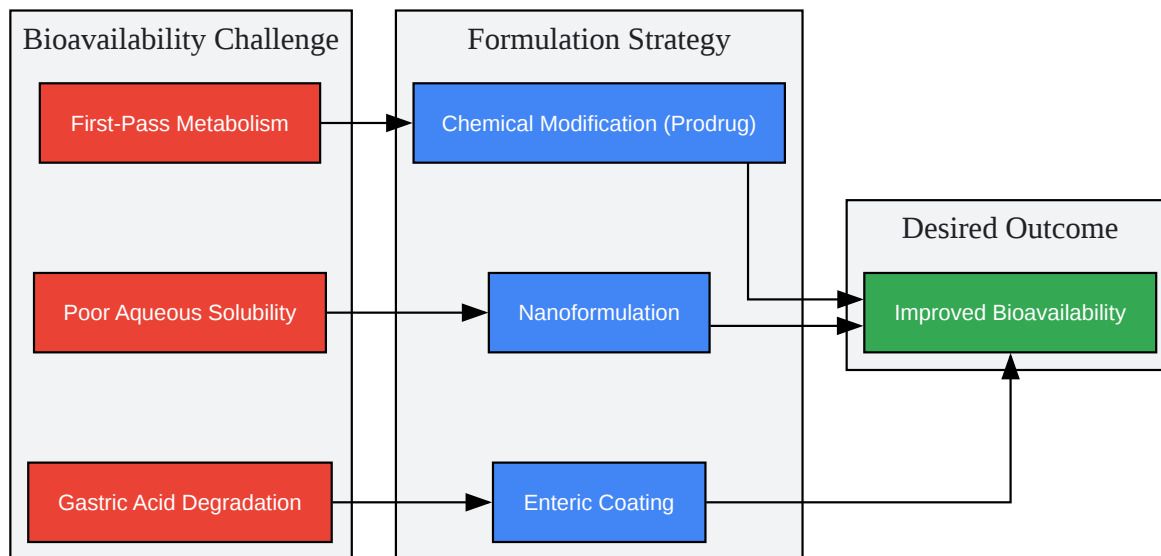 Bioavailability Challenge
First-Pass Metabolism
Poor Aqueous Solubility
Gastric Acid Degradation
Formulation Strategy
Chemical Modification (Prodrug)
Nanoformulation
Enteric Coating
Desired Outcome
Improved Bioavailability